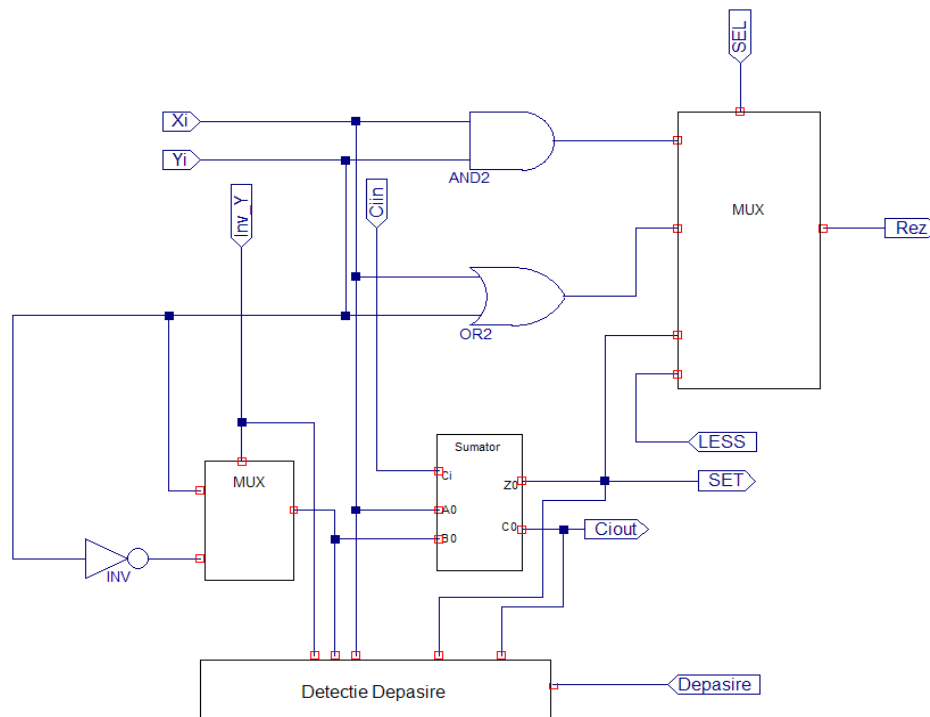 SEL
Xi
Yi
AND2
Inv_Y
Ciin
MUX
Rez
OR2
LESS
Sumator
Ci
Z0
SET
MUX
A0
C0
Ciout
B0
INV
Detectie Depasire
Depasire